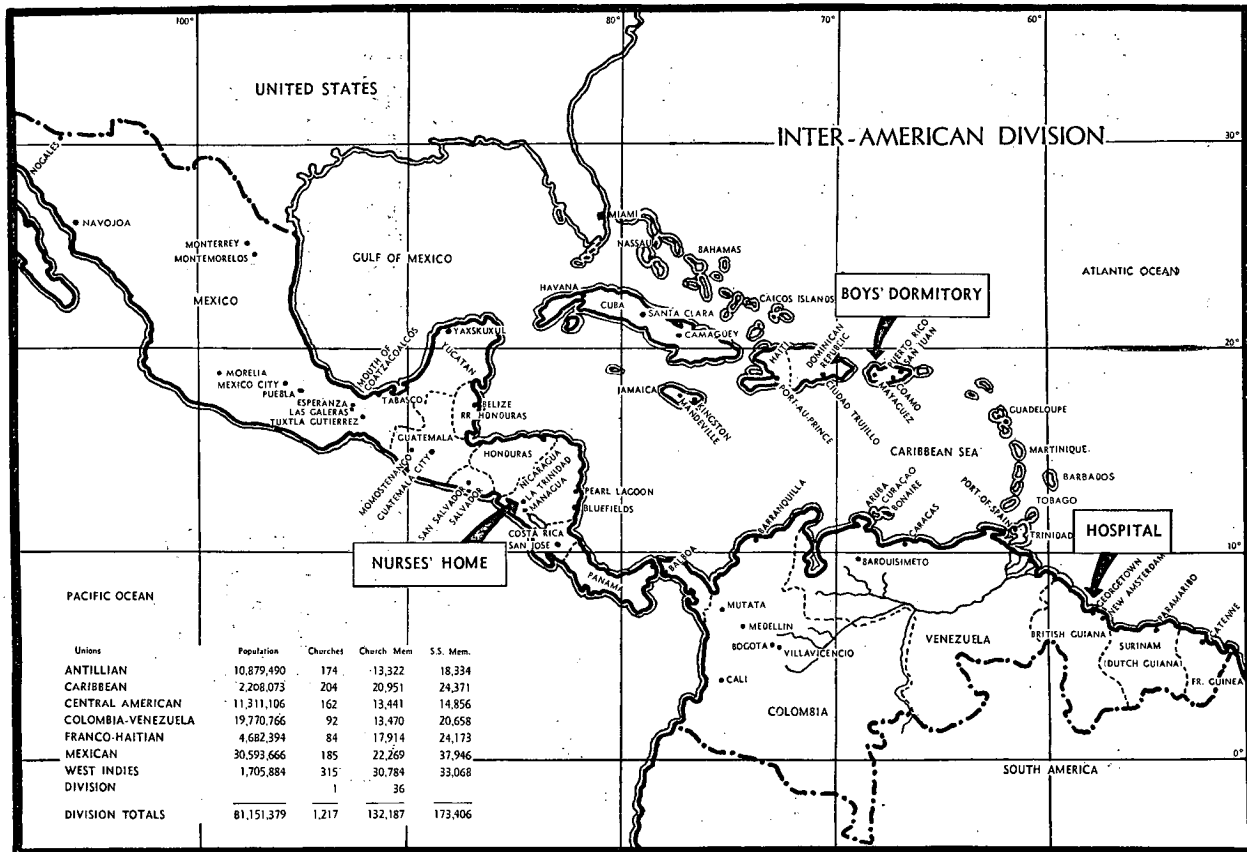 100°
80°
70°
60°
UNITED STATES
INTER-AMERICAN DIVISION
30°
NOGALES
NAVOJOA
MIAMI
MONTERREY
MONTEMORELOS
NASSAU
BAHAMAS
GULF OF MEXICO
ATLANTIC OCEAN
MEXICO
HAVANA
CUBA
SANTA CLARA
CAICOS ISLANDS
BOYS' DORMITORY
CAMAGUEY
YAXSKUXUL
YUCATAN
MOUTH OF
COATZACOALCOS
HAITI
DOMINICAN
REPUBLIC
PUERTO RICO
SAN JUAN
20°
MORELIA
MEXICO CITY
PUEBLA
ESPERANZA
LAS GALERAS
TUXTLA GUTIERREZ
TABASCO
BELIZE
RR HONDURAS
JAMAICA
KINGSTON
MANDEVILLE
PORT-AU-PRINCE
CIUDAD TRUJILLO
MAYAGUEZ
COAMO
GUADELOUPE
GUATEMALA
HONDURAS
CARIBBEAN SEA
MARTINIQUE
BARBADOS
MOMOSTENANGO
GUATEMALA CITY
SAN SALVADOR
SALVADOR
NICARAGUA
LA TRINIDAD
MANAGUA
PEARL LAGOON
BLUEFIELDS
BARRANQUILLA
ARUBA
CURAÇAO
BONAIRE
CARACAS
PORT-OF-SPAIN
TOBAGO
TRINIDAD
HOSPITAL
COSTA RICA
SAN JOSE
NURSES' HOME
PANAMA
BALBOA
BARQUISIMETO
10°
GEORGETOWN
NEW AMSTERDAM
PARAMARIBO
CAYENNE
PACIFIC OCEAN
MUTATA
MEDELLIN
BOGOTA
VILLAVICENCIO
VENEZUELA
BRITISH GUIANA
SURINAM
(DUTCH GUIANA)
FR. GUINEA
CALI
COLOMBIA
0°
SOUTH AMERICA
Unions Population Churches Church Mem S.S. Mem.
ANTILLIAN 10,879,490 174 13,322 18,334
CARIBBEAN 2,208,073 204 20,951 24,371
CENTRAL AMERICAN 11,311,106 162 13,441 14,856
COLOMBIA-VENEZUELA 19,770,766 92 13,470 20,658
FRANCO-HAITIAN 4,682,394 84 17,914 24,173
MEXICAN 30,593,666 185 22,269 37,946
WEST INDIES 1,705,884 315 30,784 33,068
DIVISION 1 36
DIVISION TOTALS 81,151,379 1,217 132,187 173,406